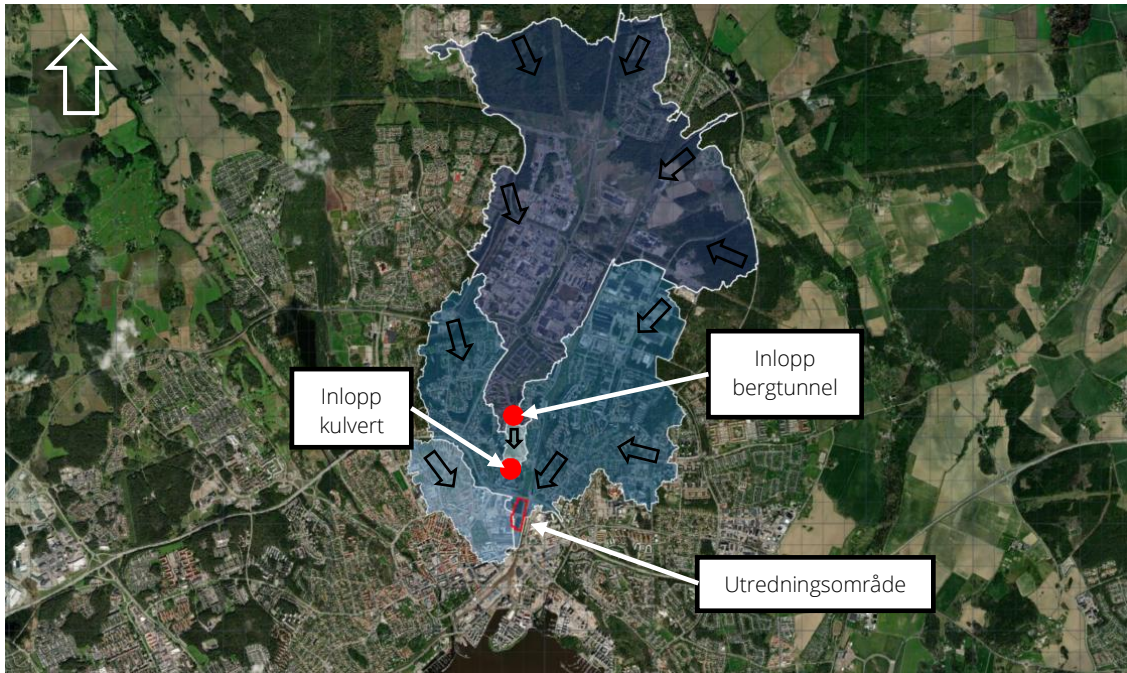 Inlopp
bergtunnel
Inlopp
kulvert
Utredningsområde